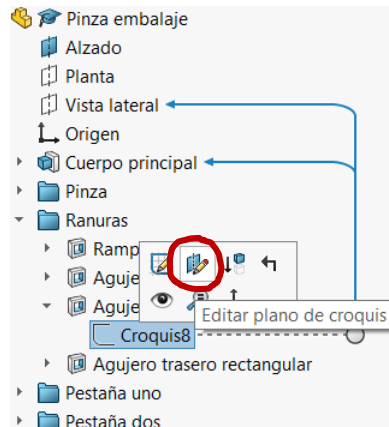 Pinza embalaje
Alzado
Planta
Vista lateral
Origen
Cuerpo principal
Pinza
Ranuras
Ramp
Aguje
Aguje
Editar plano de croquis
Croquis8
Agujero trasero rectangular
Pestaña uno
Pestaña dos